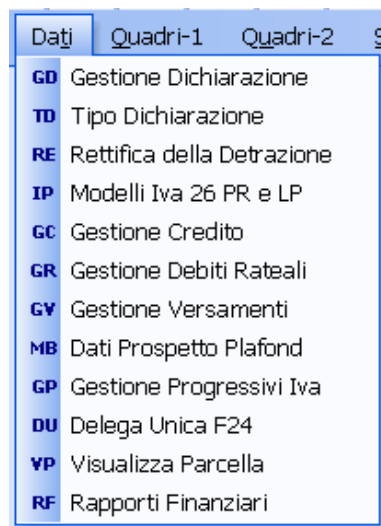 Dati Quadri-1 Quadri-2
GD Gestione Dichiarazione
TD Tipo Dichiarazione
RE Rettifica della Detrazione
IP Modelli Iva 26 PR e LP
GC Gestione Credito
GR Gestione Debiti Rateali
GV Gestione Versamenti
MB Dati Prospetto Plafond
GP Gestione Progressivi Iva
DU Delega Unica F24
VP Visualizza Parcella
RF Rapporti Finanziari